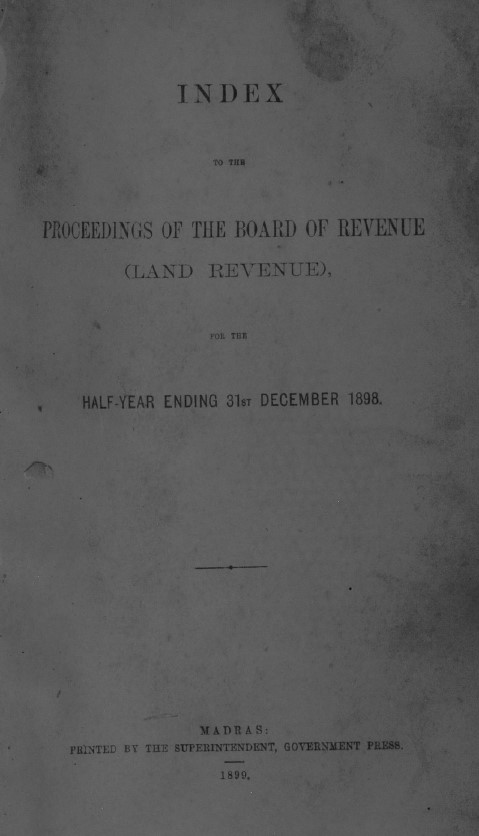 INDEX
TO THE
PROCEEDINGS OF THE BOARD OF REVENUE
(LAND REVENUE),
FOR THE
HALF-YEAR ENDING 31ST DECEMBER 1898.
MADRAS:
PRINTED BY THE SUPERINTENDENT, GOVERNMENT PRESS.
1899.